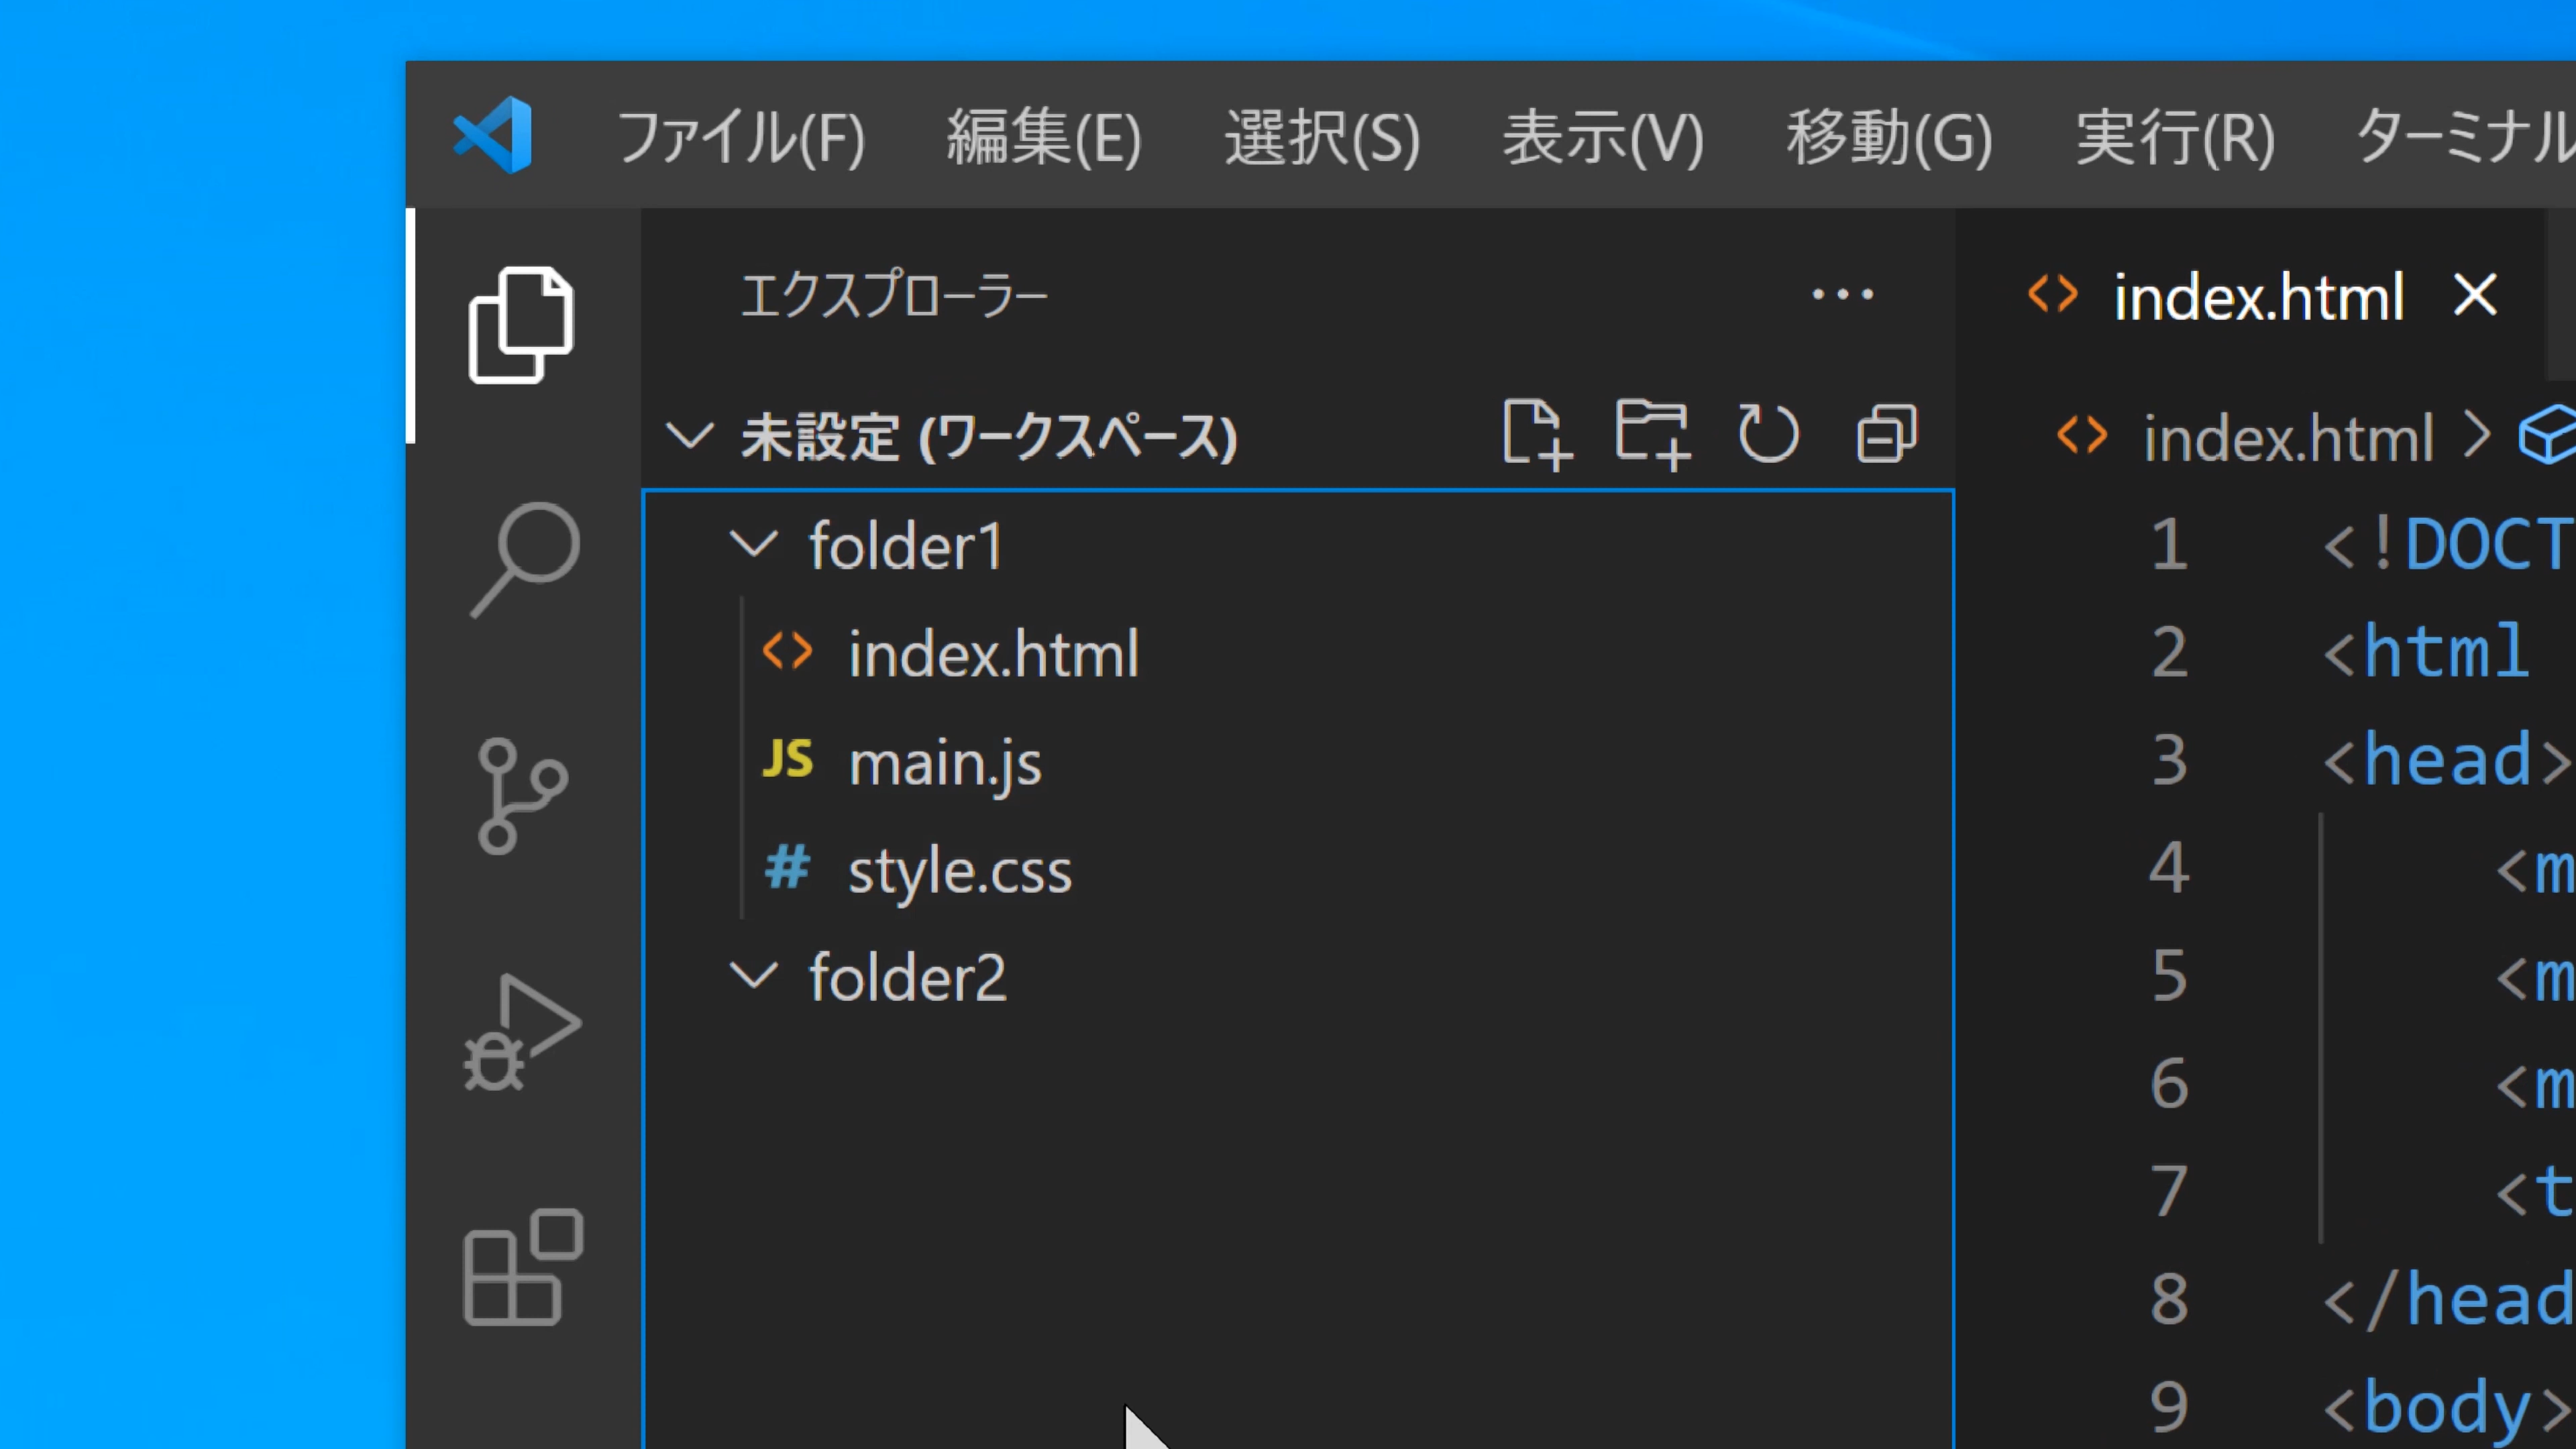 ファイル(F) 編集(E) 選択(S) 表示(V) 移動(G) 実行(R) ターミナル
エクスプローラー ···
未設定 (ワークスペース)
folder1
<> index.html
JS main.js
# style.css
folder2
<> index.html ×
<> index.html >
1 <!DOCT
2 <html
3 <head>
4 <m
5 <m
6 <m
7 <t
8 </head
9 <body>